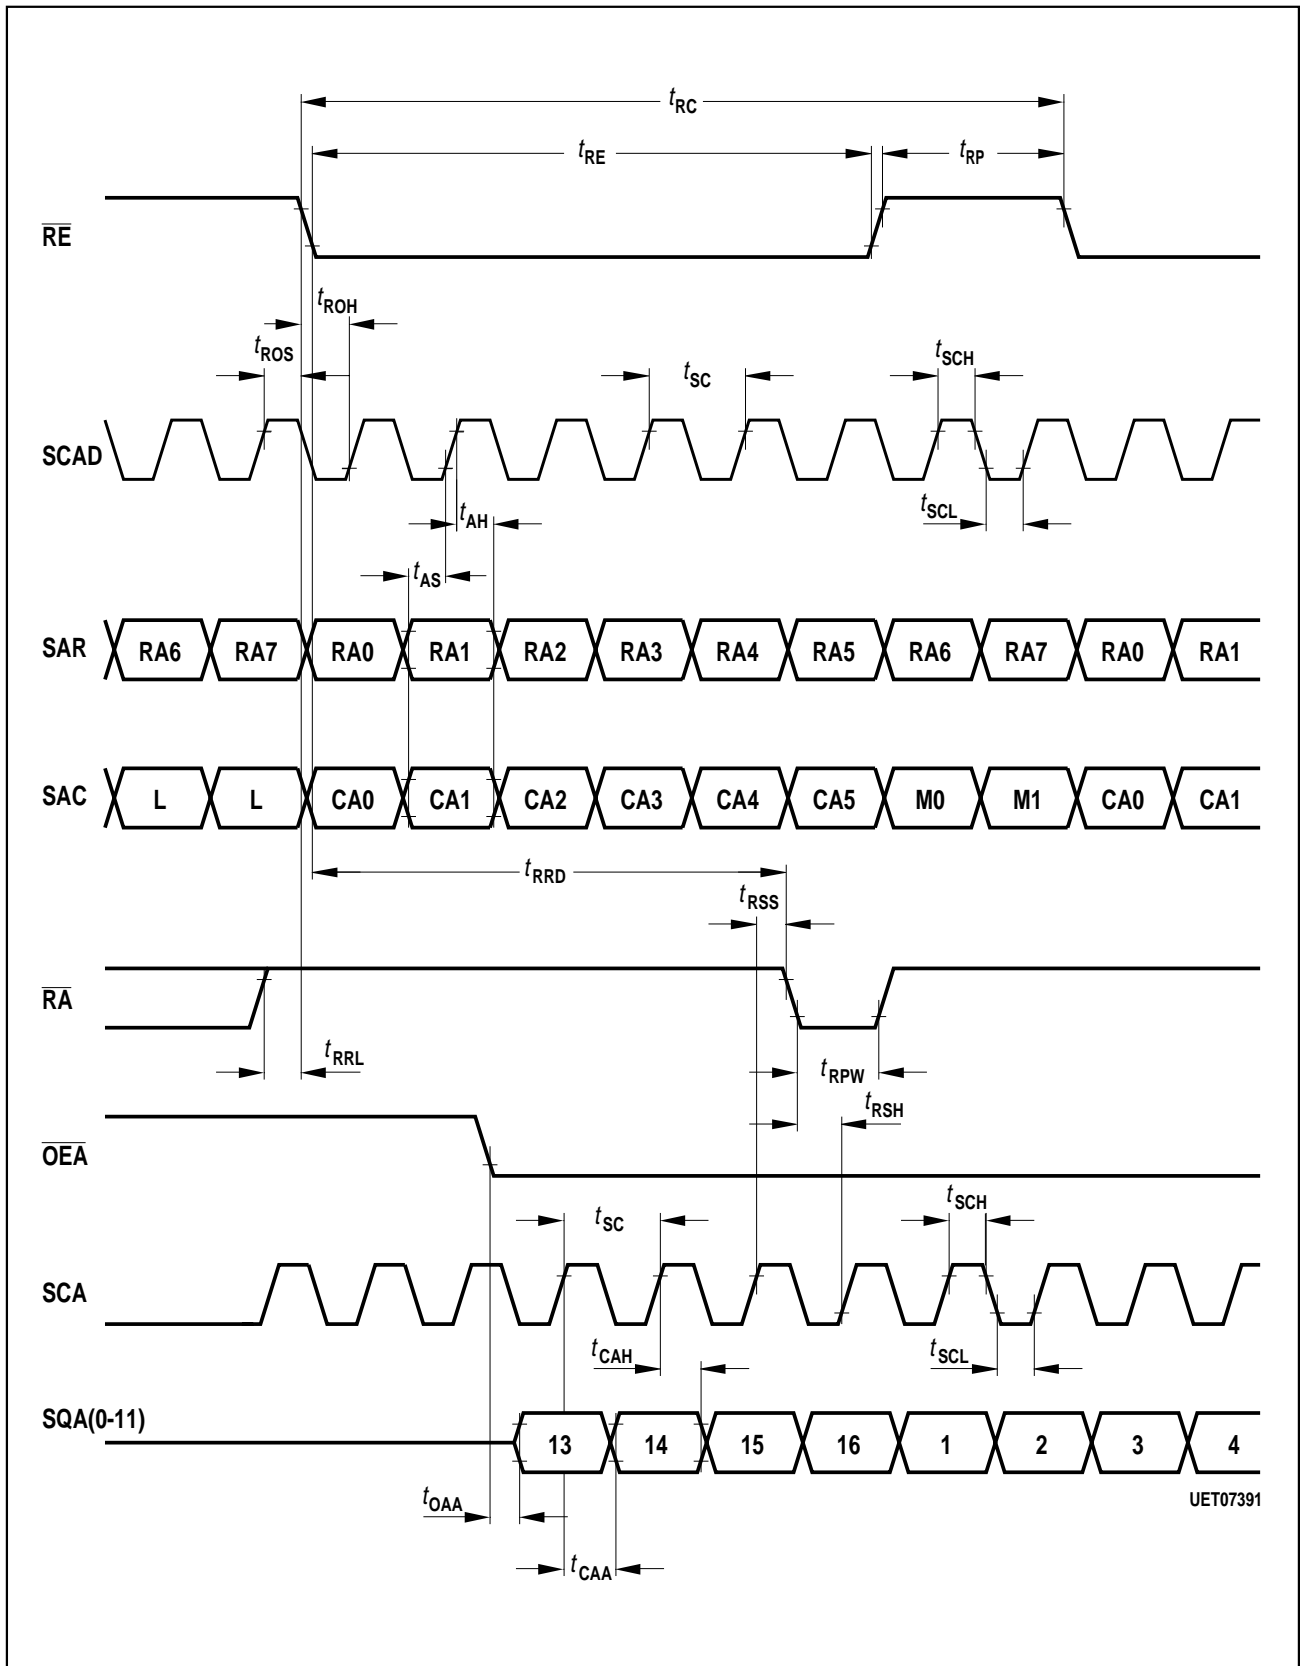 tRC
tRE
tRP
RE
tROH
tROS
tSC
tSCH
SCAD
tAH
tSCL
tAS
SAR RA6 RA7 RA0 RA1 RA2 RA3 RA4 RA5 RA6 RA7 RA0 RA1
SAC L L CA0 CA1 CA2 CA3 CA4 CA5 M0 M1 CA0 CA1
tRRD
tRSS
RA
tRRL
tRPW
tRSH
OEA
tSC
tSCH
SCA
tCAH
tSCL
SQA(0-11)
13 14 15 16 1 2 3 4
tOAA
UET07391
tCAA